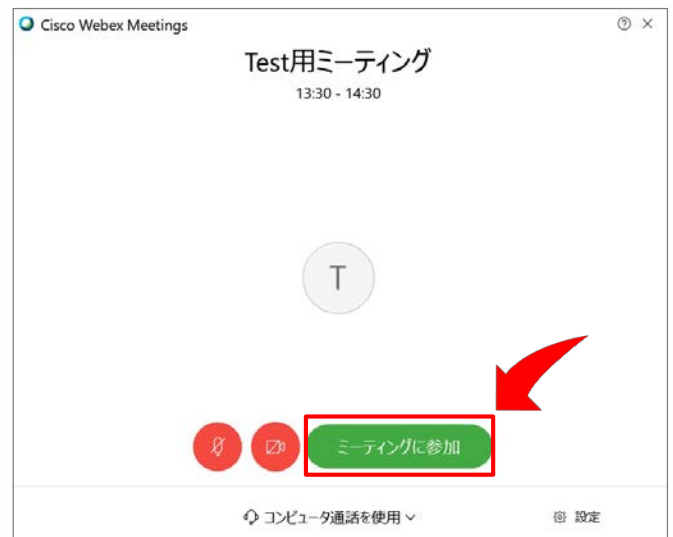 Cisco Webex Meetings
Test用ミーティング
13:30 - 14:30
T
ミーティングに参加
コンピュータ通話を使用
設定